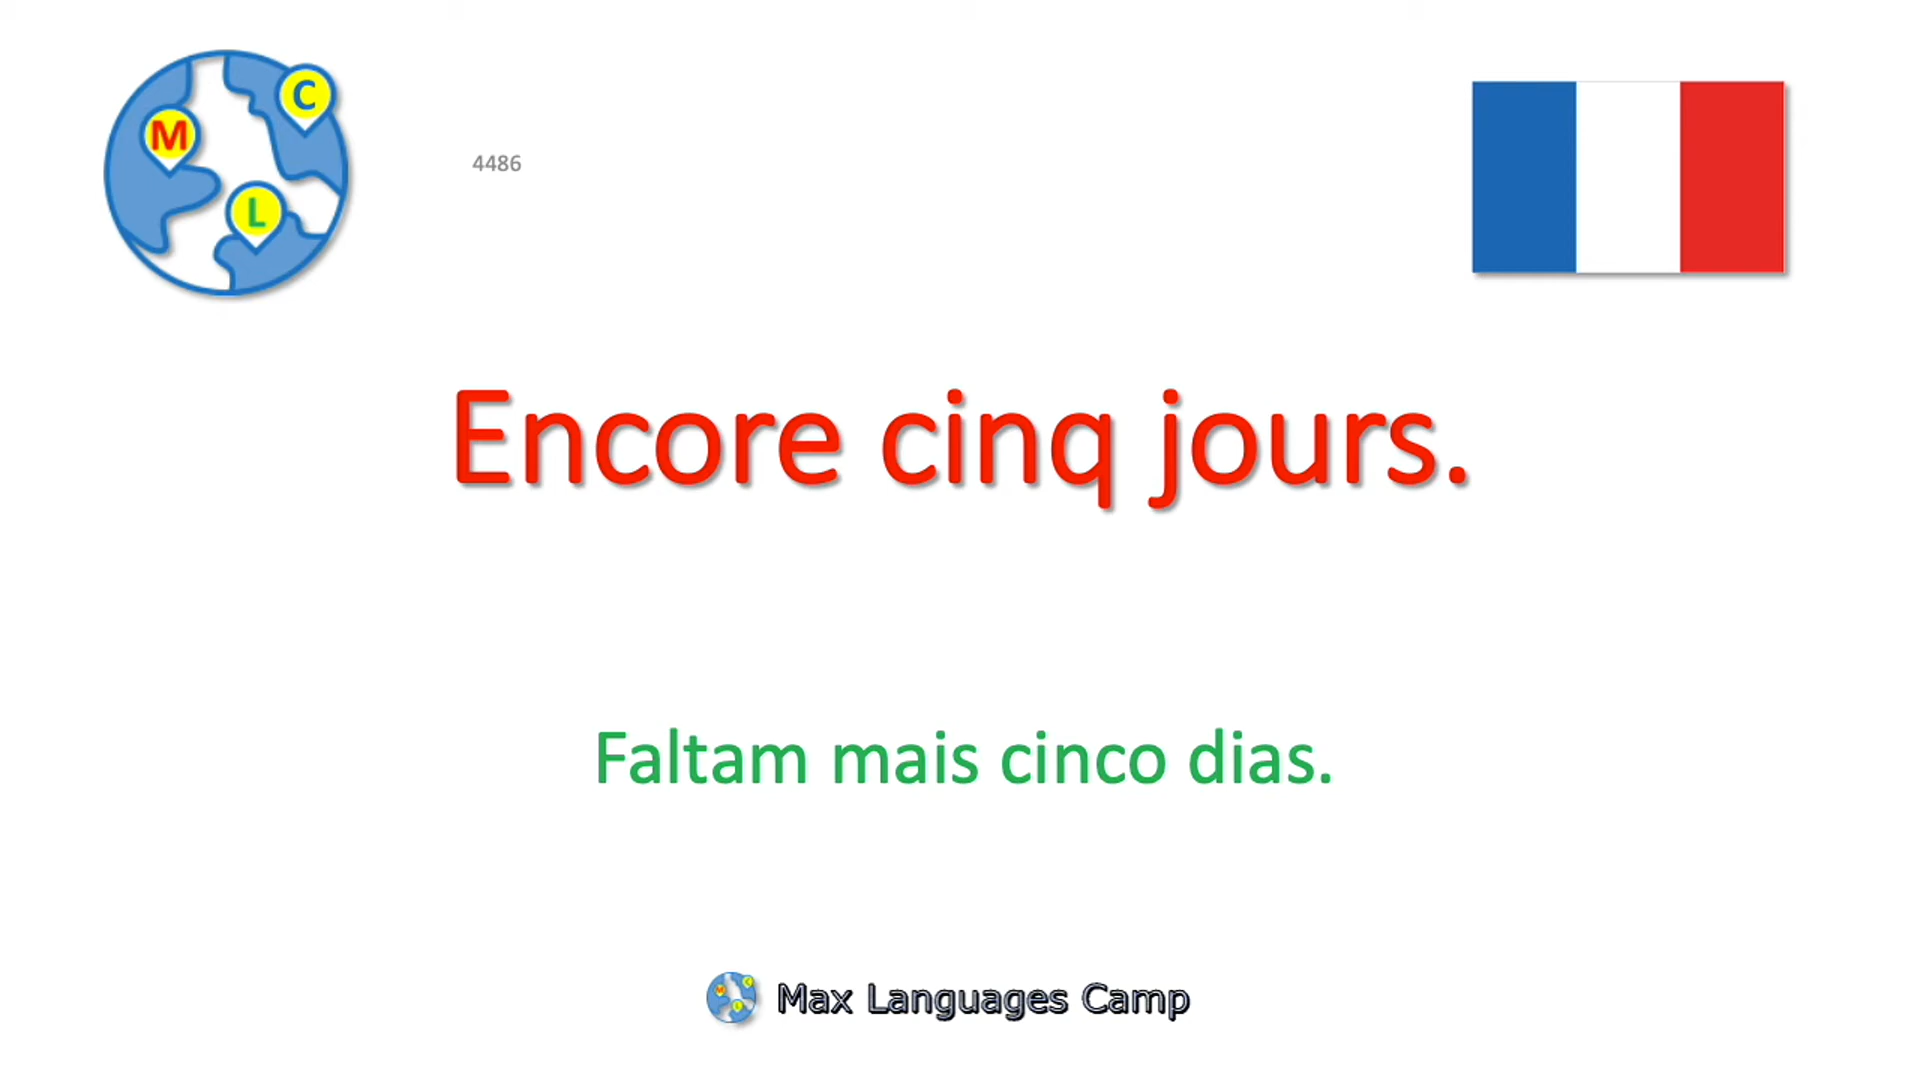 M
C
L
4486
Encore cinq jours.
Faltam mais cinco dias.
Max Languages Camp